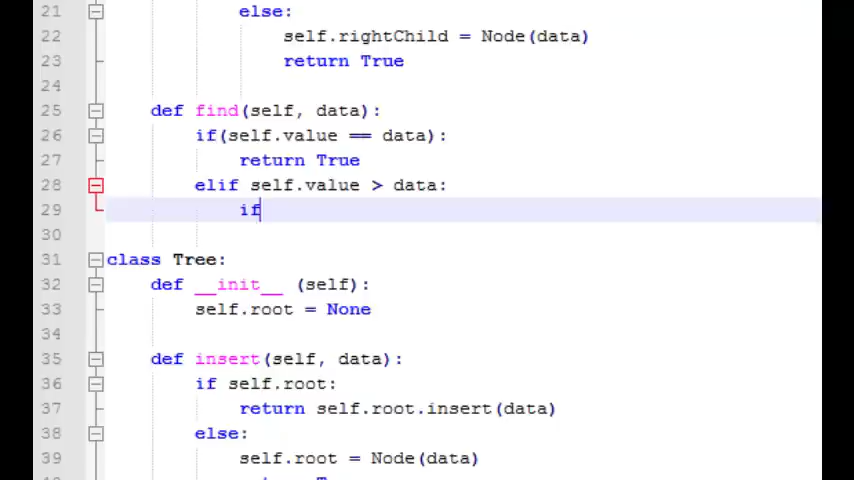 21 else:
22 self.rightChild = Node(data)
23 return True
24
25 def find(self, data):
26 if(self.value == data):
27 return True
28 elif self.value > data:
29 if
30
31 class Tree:
32 def __init__ (self):
33 self.root = None
34
35 def insert(self, data):
36 if self.root:
37 return self.root.insert(data)
38 else:
39 self.root = Node(data)